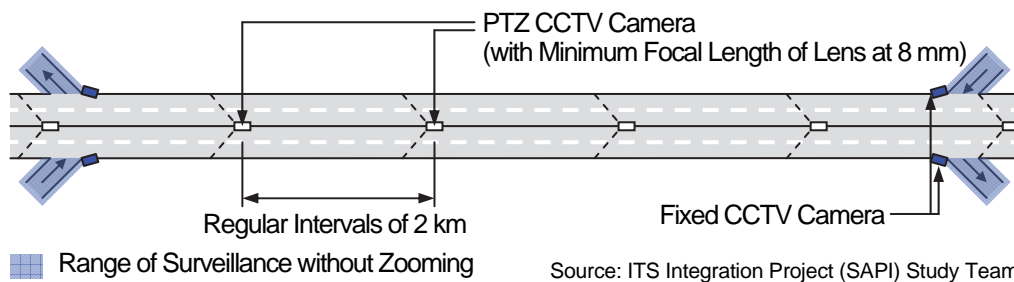 PTZ CCTV Camera
(with Minimum Focal Length of Lens at 8 mm)
Regular Intervals of 2 km
Fixed CCTV Camera
Range of Surveillance without Zooming
Source: ITS Integration Project (SAPI) Study Team